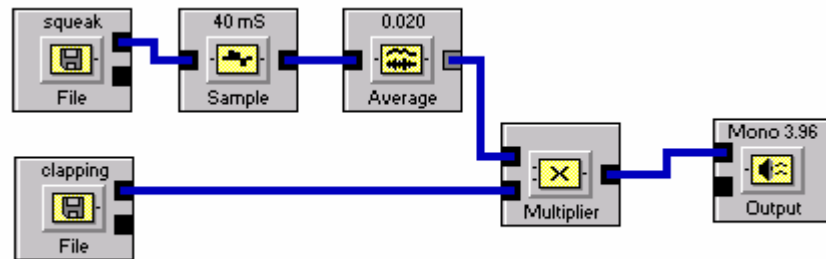 squeak
File
40 mS
Sample
0.020
Average
clapping
File
X
Multiplier
Mono 3.96
Output